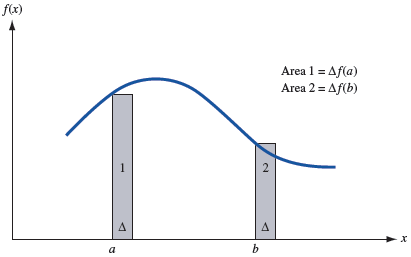 f(x)
Area 1 = Δf(a)
Area 2 = Δf(b)
1
2
Δ
Δ
x
a
b